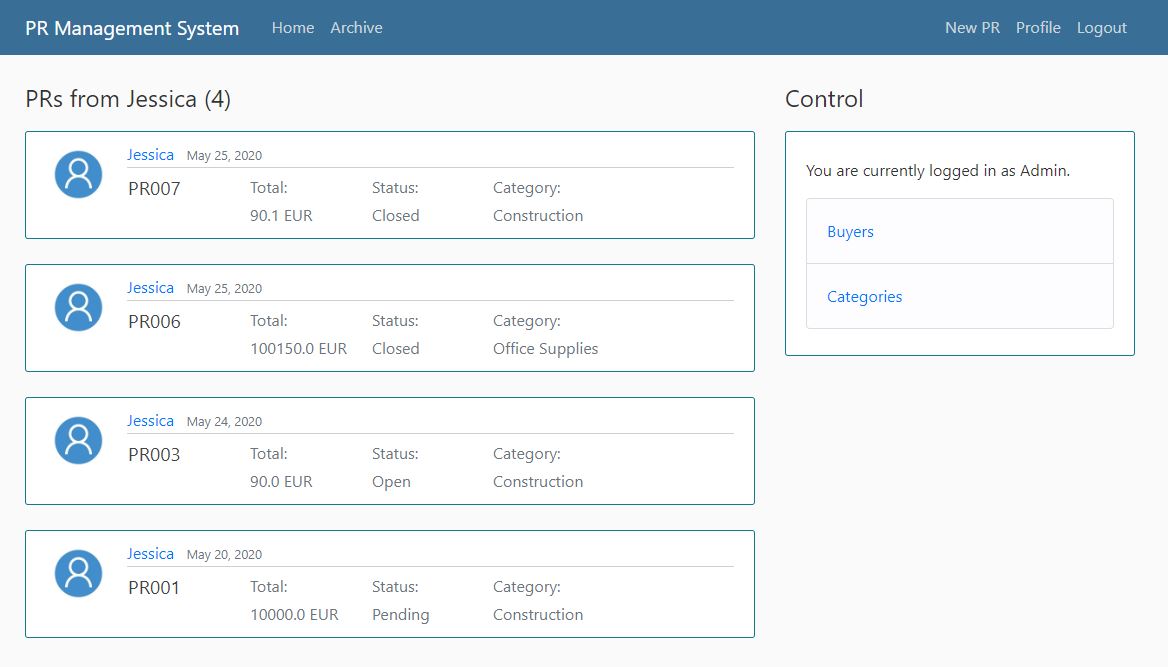 PR Management System Home Archive New PR Profile Logout
PRs from Jessica (4)
Jessica May 25, 2020
PR007 Total: Status: Category:
90.1 EUR Closed Construction
Jessica May 25, 2020
PR006 Total: Status: Category:
100150.0 EUR Closed Office Supplies
Jessica May 24, 2020
PR003 Total: Status: Category:
90.0 EUR Open Construction
Jessica May 20, 2020
PR001 Total: Status: Category:
10000.0 EUR Pending Construction
Control
You are currently logged in as Admin.
Buyers
Categories